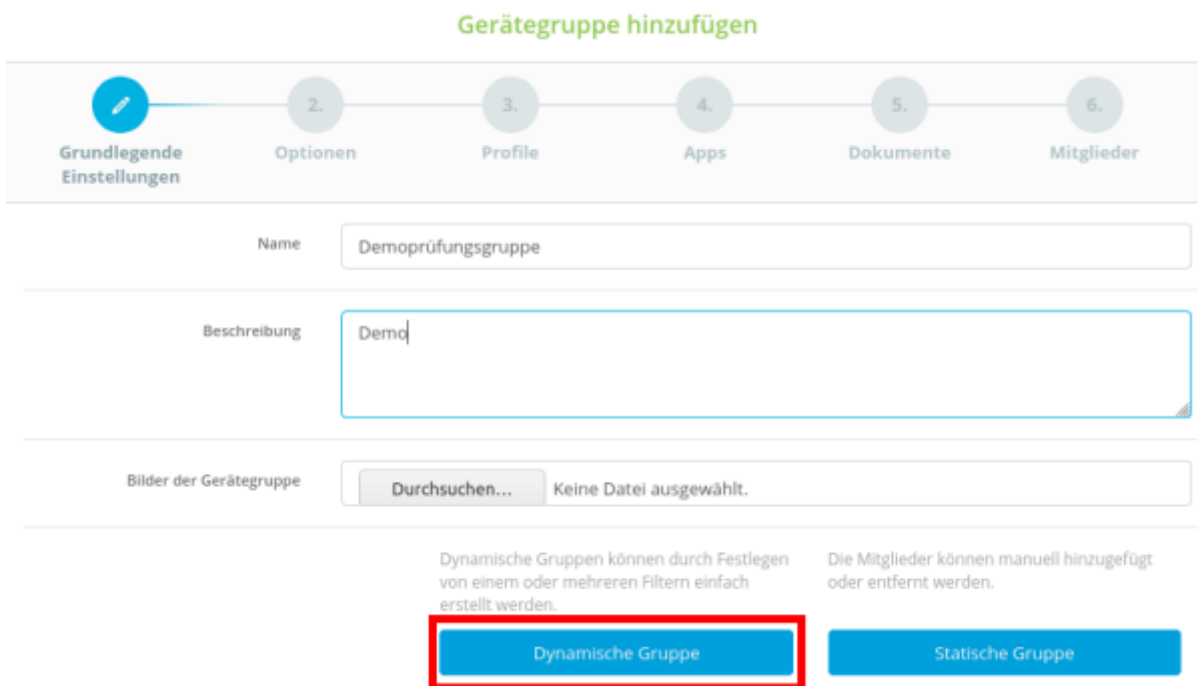 Gerätegruppe hinzufügen
2.
3.
4.
5.
6.
Grundlegende
Einstellungen
Optionen
Profile
Apps
Dokumente
Mitglieder
Name
Demoprüfungsgruppe
Beschreibung
Demo
Bilder der Gerätegruppe
Durchsuchen...
Keine Datei ausgewählt.
Dynamische Gruppen können durch Festlegen
von einem oder mehreren Filtern einfach
erstellt werden.
Dynamische Gruppe
Die Mitglieder können manuell hinzugefügt
oder entfernt werden.
Statische Gruppe